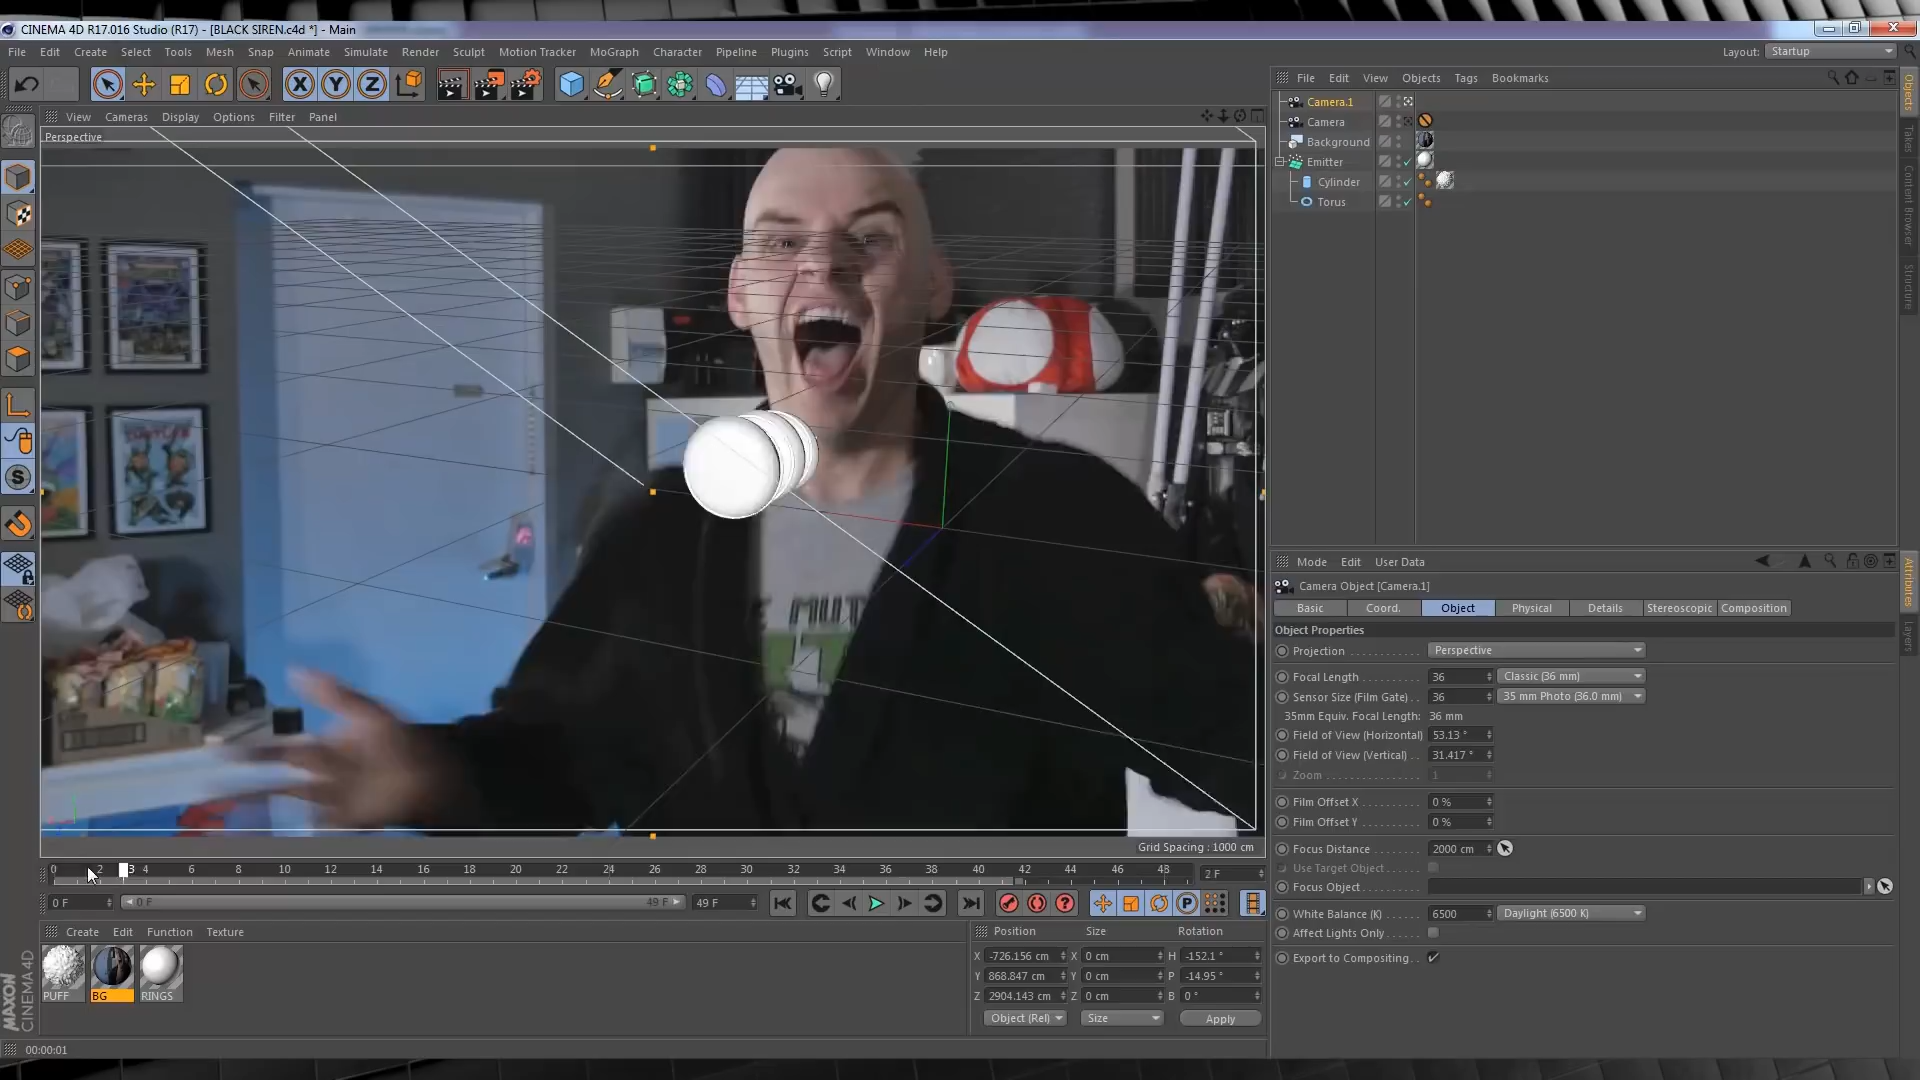 CINEMA 4D R17.016 Studio (R17) - [BLACK SIREN.c4d *] - Main
File Edit Create Select Tools Mesh Snap Animate Simulate Render Sculpt Motion Tracker MoGraph Character Pipeline Plugins Script Window Help
Layout: Startup
X Y Z
File Edit View Objects Tags Bookmarks
View Cameras Display Options Filter Panel
Perspective
Camera.1
Camera
Background
Emitter
Cylinder
Torus
Objects
Takes
Content Browser
Structure
TURTLES
MUT
Grid Spacing : 1000 cm
Mode Edit User Data
Attributes
Layers
Camera Object [Camera.1]
Basic Coord. Object Physical Details Stereoscopic Composition
Object Properties
Projection Perspective
Focal Length 36 Classic (36 mm)
Sensor Size (Film Gate) 36 35 mm Photo (36.0 mm)
35mm Equiv. Focal Length: 36 mm
Field of View (Horizontal) 53.13 °
Field of View (Vertical) 31.417 °
Zoom 1
Film Offset X 0 %
Film Offset Y 0 %
Focus Distance 2000 cm
Use Target Object
Focus Object
White Balance (K) 6500 Daylight (6500 K)
Affect Lights Only
Export to Compositing
0 2 3 4 6 8 10 12 14 16 18 20 22 24 26 28 30 32 34 36 38 40 42 44 46 48 2 F
0 F 0 F 49 F 49 F
Create Edit Function Texture
PUFF BG RINGS
Position Size Rotation
X -726.156 cm X 0 cm H -152.1 °
Y 868.847 cm Y 0 cm P -14.95 °
Z 2904.143 cm Z 0 cm B 0 °
Object (Rel) Size Apply
MAXON
CINEMA 4D
00:00:01